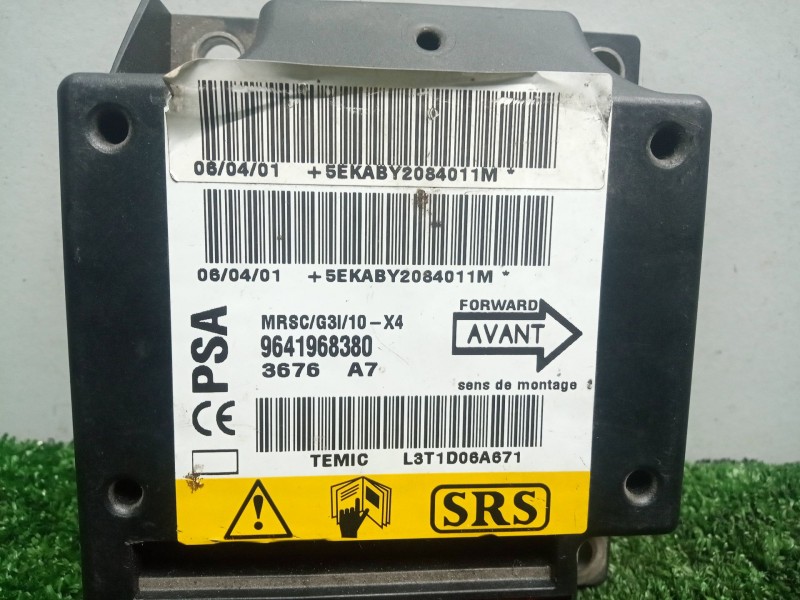 06/04/01 +5EKABY2084011M *
06/04/01 +5EKABY2084011M *
PSA
CE
MRSC/G3I/10-X4
9641968380
3676 A7
FORWARD
AVANT
sens de montage
TEMIC L3T1D06A671
SRS